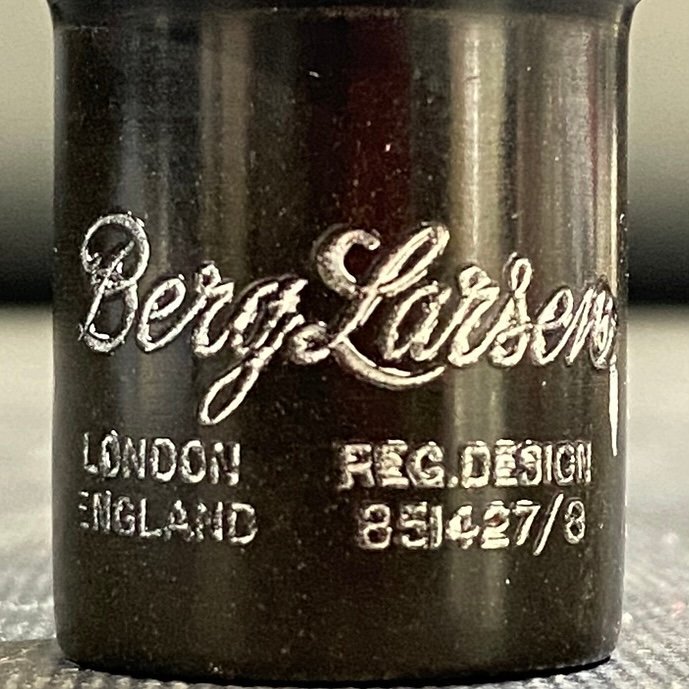 Berg Larsen
LONDON REG. DESIGN
ENGLAND 851427/8